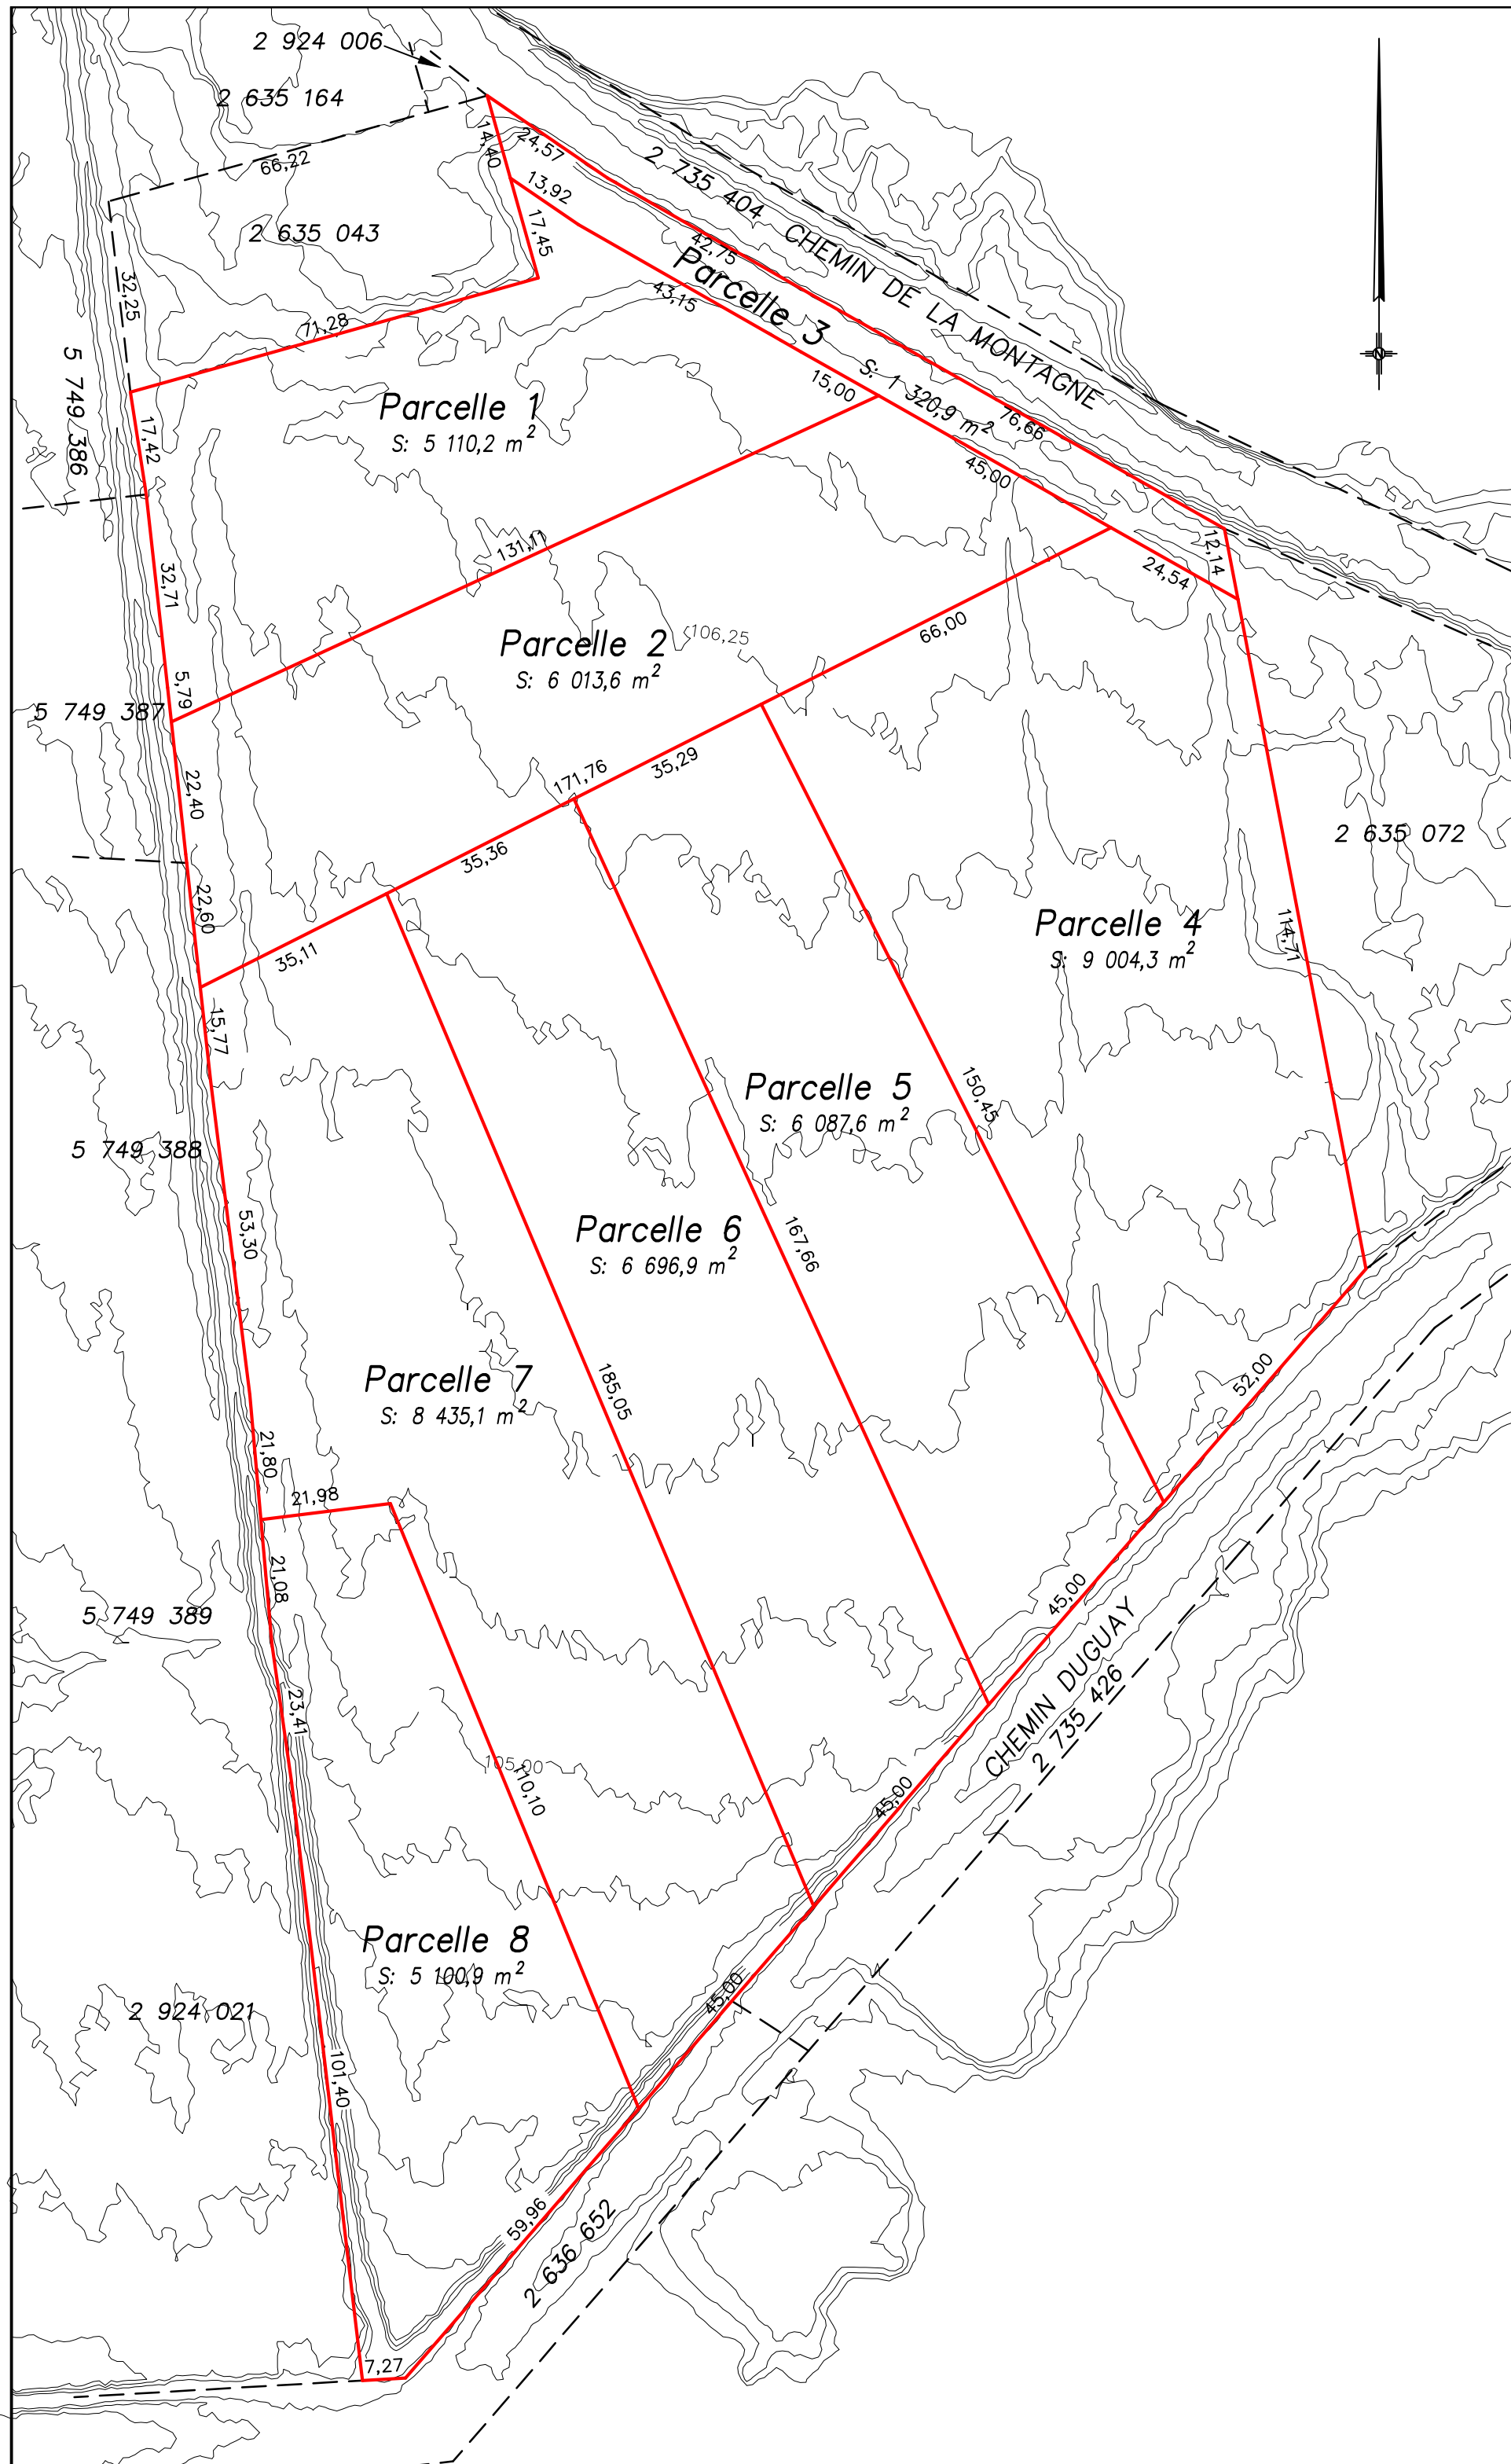 2 924 006
2 635 164
14,40
24,57
66,22
13,92
2 735 404 CHEMIN DE LA MONTAGNE
17,45
2 635 043
42,75
Parcelle 3
S: 1 320,9 m²
32,25
71,28
43,15
5 749 386
15,00
76,66
Parcelle 1
S: 5 110,2 m²
17,42
45,00
131,11
12,14
24,54
32,71
66,00
Parcelle 2
S: 6 013,6 m²
106,25
5,79
5 749 387
22,40
171,76
35,29
2 635 072
35,36
22,60
35,11
114,71
Parcelle 4
S: 9 004,3 m²
15,77
150,45
Parcelle 5
S: 6 087,6 m²
5 749 388
53,30
Parcelle 6
S: 6 696,9 m²
167,66
Parcelle 7
S: 8 435,1 m²
185,05
52,00
21,80
21,98
21,08
5 749 389
45,00
CHEMIN DUGUAY
2 735 426
23,41
105,00
110,10
45,00
Parcelle 8
S: 5 100,9 m²
45,00
2 924 021
101,40
59,96
2 636 652
7,27
N